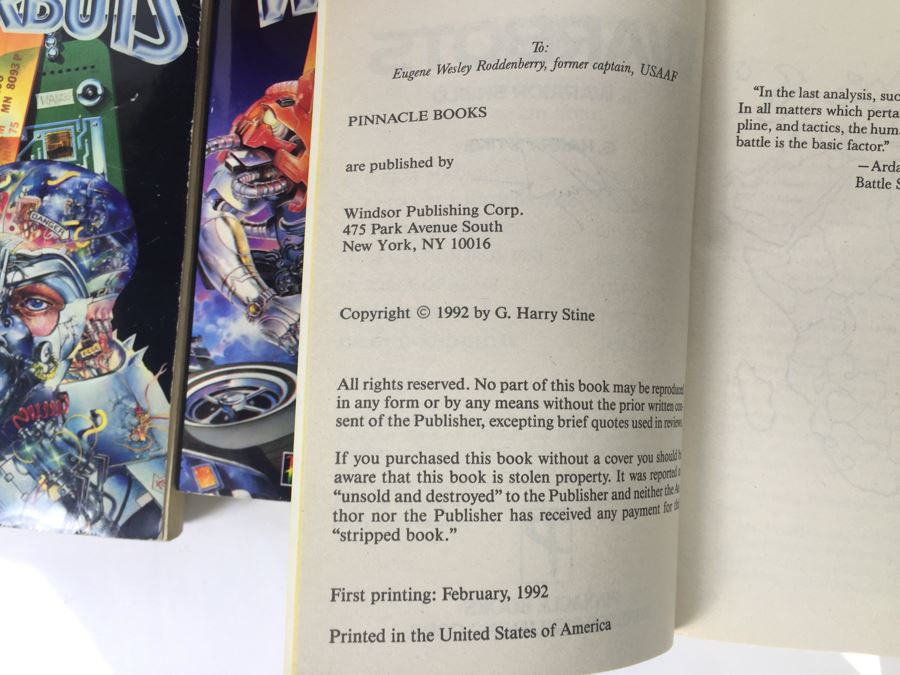 MN 8093P
75
DANGER
To:
Eugene Wesley Roddenberry, former captain, USAAF
PINNACLE BOOKS
are published by
Windsor Publishing Corp.
475 Park Avenue South
New York, NY 10016
Copyright © 1992 by G. Harry Stine
All rights reserved. No part of this book may be reproduced
in any form or by any means without the prior written con-
sent of the Publisher, excepting brief quotes used in reviews
If you purchased this book without a cover you should
aware that this book is stolen property. It was reported
“unsold and destroyed” to the Publisher and neither the Au
thor nor the Publisher has received any payment for
“stripped book.”
First printing: February, 1992
Printed in the United States of America
“In the last analysis, suc
In all matters which perta
pline, and tactics, the hum
battle is the basic factor.”
—Arda
Battle S